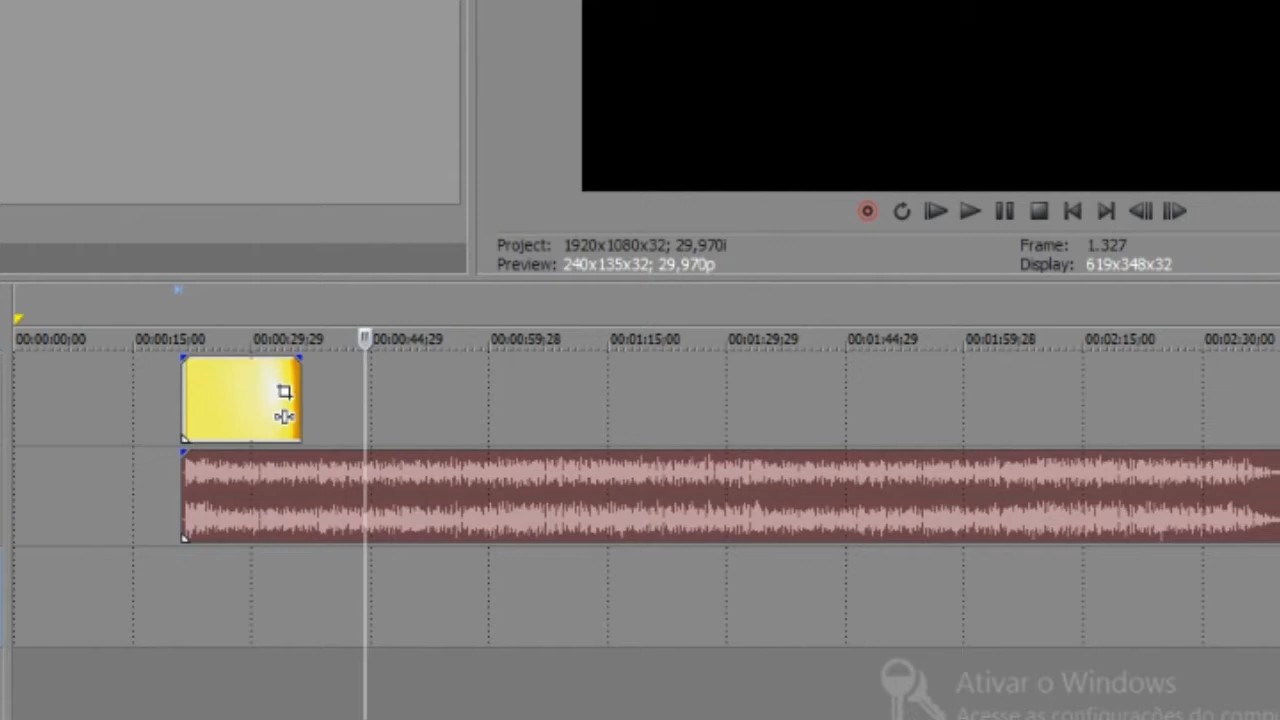 Project: 1920x1080x32; 29,970i
Frame: 1.327
Preview: 240x135x32; 29,970p
Display: 619x348x32
00:00:00;00 00:00:15;00 00:00:29;29 00:00:44;29 00:00:59;28 00:01:15;00 00:01:29;29 00:01:44;29 00:01:59;28 00:02:15;00 00:02:30;00
Ativar o Windows
Acesse as configurações do comp